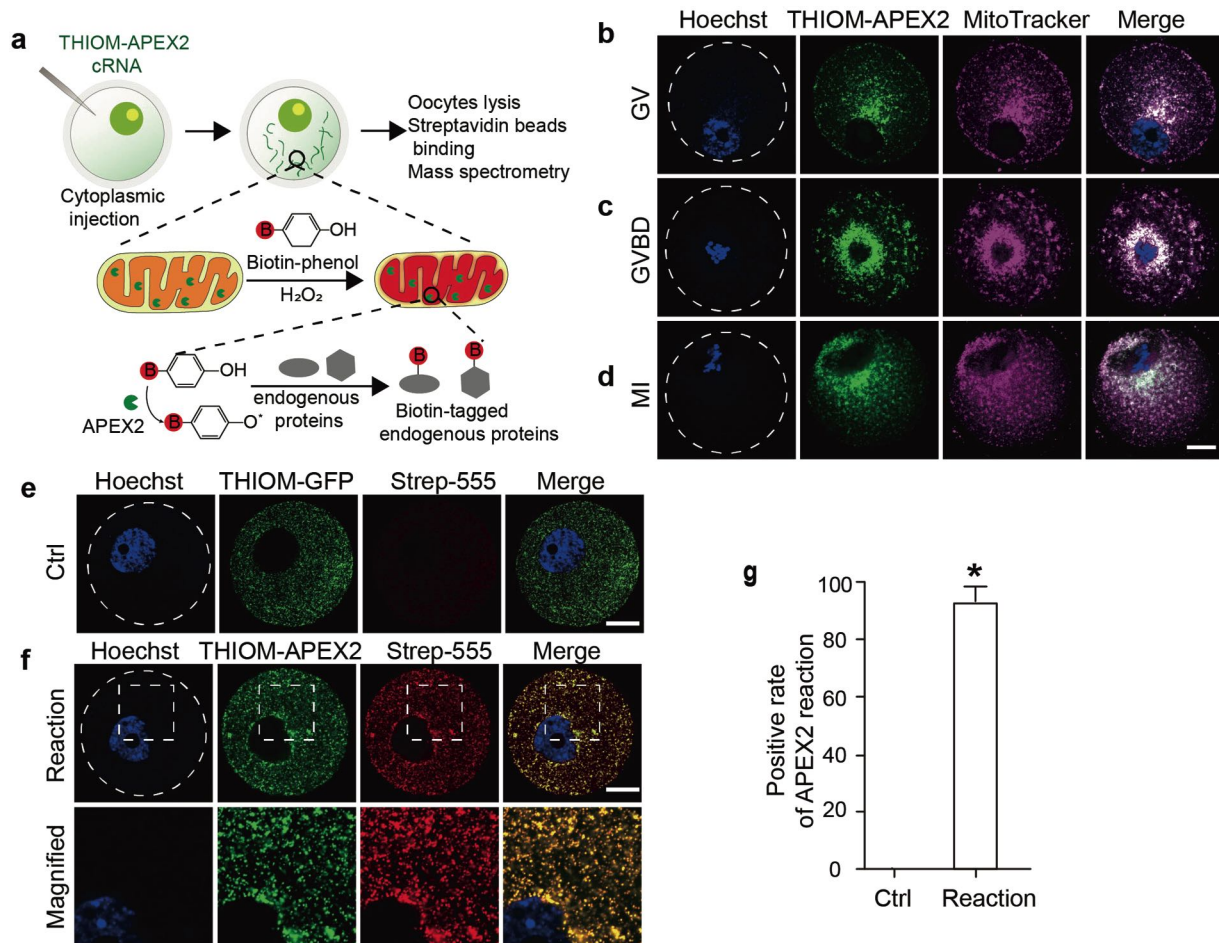 a
THIOM-APEX2
cRNA
Cytoplasmic
injection
Oocytes lysis
Streptavidin beads
binding
Mass spectrometry
B
OH
Biotin-phenol
H₂O₂
B
OH
APEX2
B
O*
endogenous
proteins
B
B
Biotin-tagged
endogenous proteins
Hoechst THIOM-APEX2 MitoTracker Merge
b
GV
c
GVBD
d
MI
e
Hoechst THIOM-GFP Strep-555 Merge
Ctrl
f
Hoechst THIOM-APEX2 Strep-555 Merge
Reaction
Magnified
g
Positive rate
of APEX2 reaction
100
80
60
40
20
0
*
Ctrl Reaction